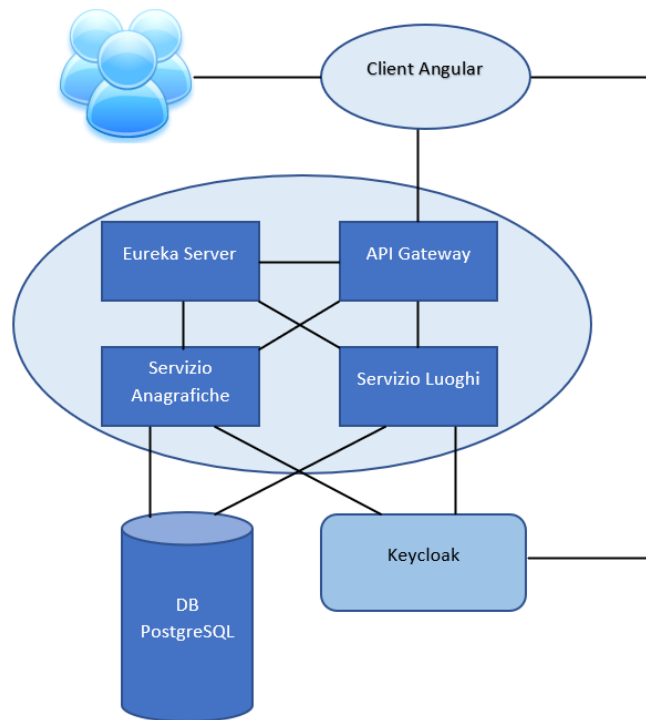 Client Angular
Eureka Server
API Gateway
Servizio
Anagrafiche
Servizio Luoghi
Keycloak
DB
PostgreSQL